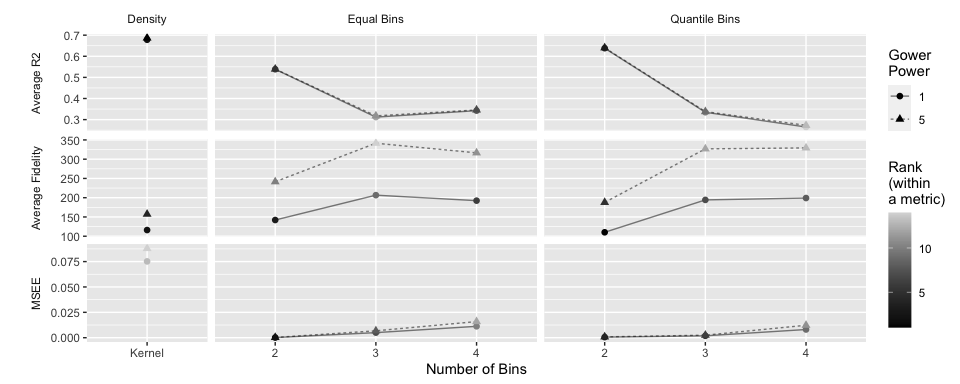 Density
Equal Bins
Quantile Bins
Average R2
0.7
0.6
0.5
0.4
0.3
Average Fidelity
350
300
250
200
150
100
MSEE
0.075
0.050
0.025
0.000
Kernel
2
3
4
2
3
4
Number of Bins
Gower
Power
1
5
Rank
(within
a metric)
10
5